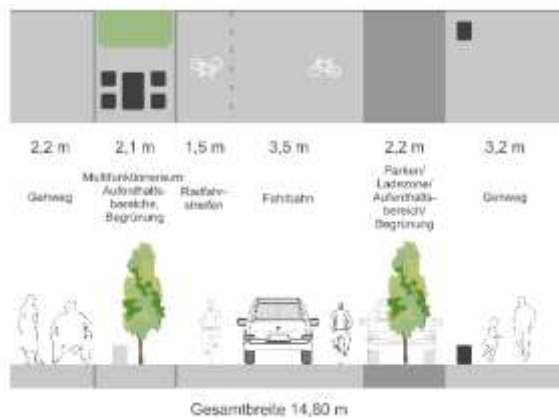 2,2 m
2,1 m
1,5 m
3,5 m
2,2 m
3,2 m
Gehweg
Multifunktionsraum
Aufenthalts-
bereiche,
Begrünung
Radfahr-
streifen
Fahrbahn
Parken/
Ladezone/
Aufenthalts-
bereich/
Begrünung
Gehweg
Gesamtbreite 14,80 m